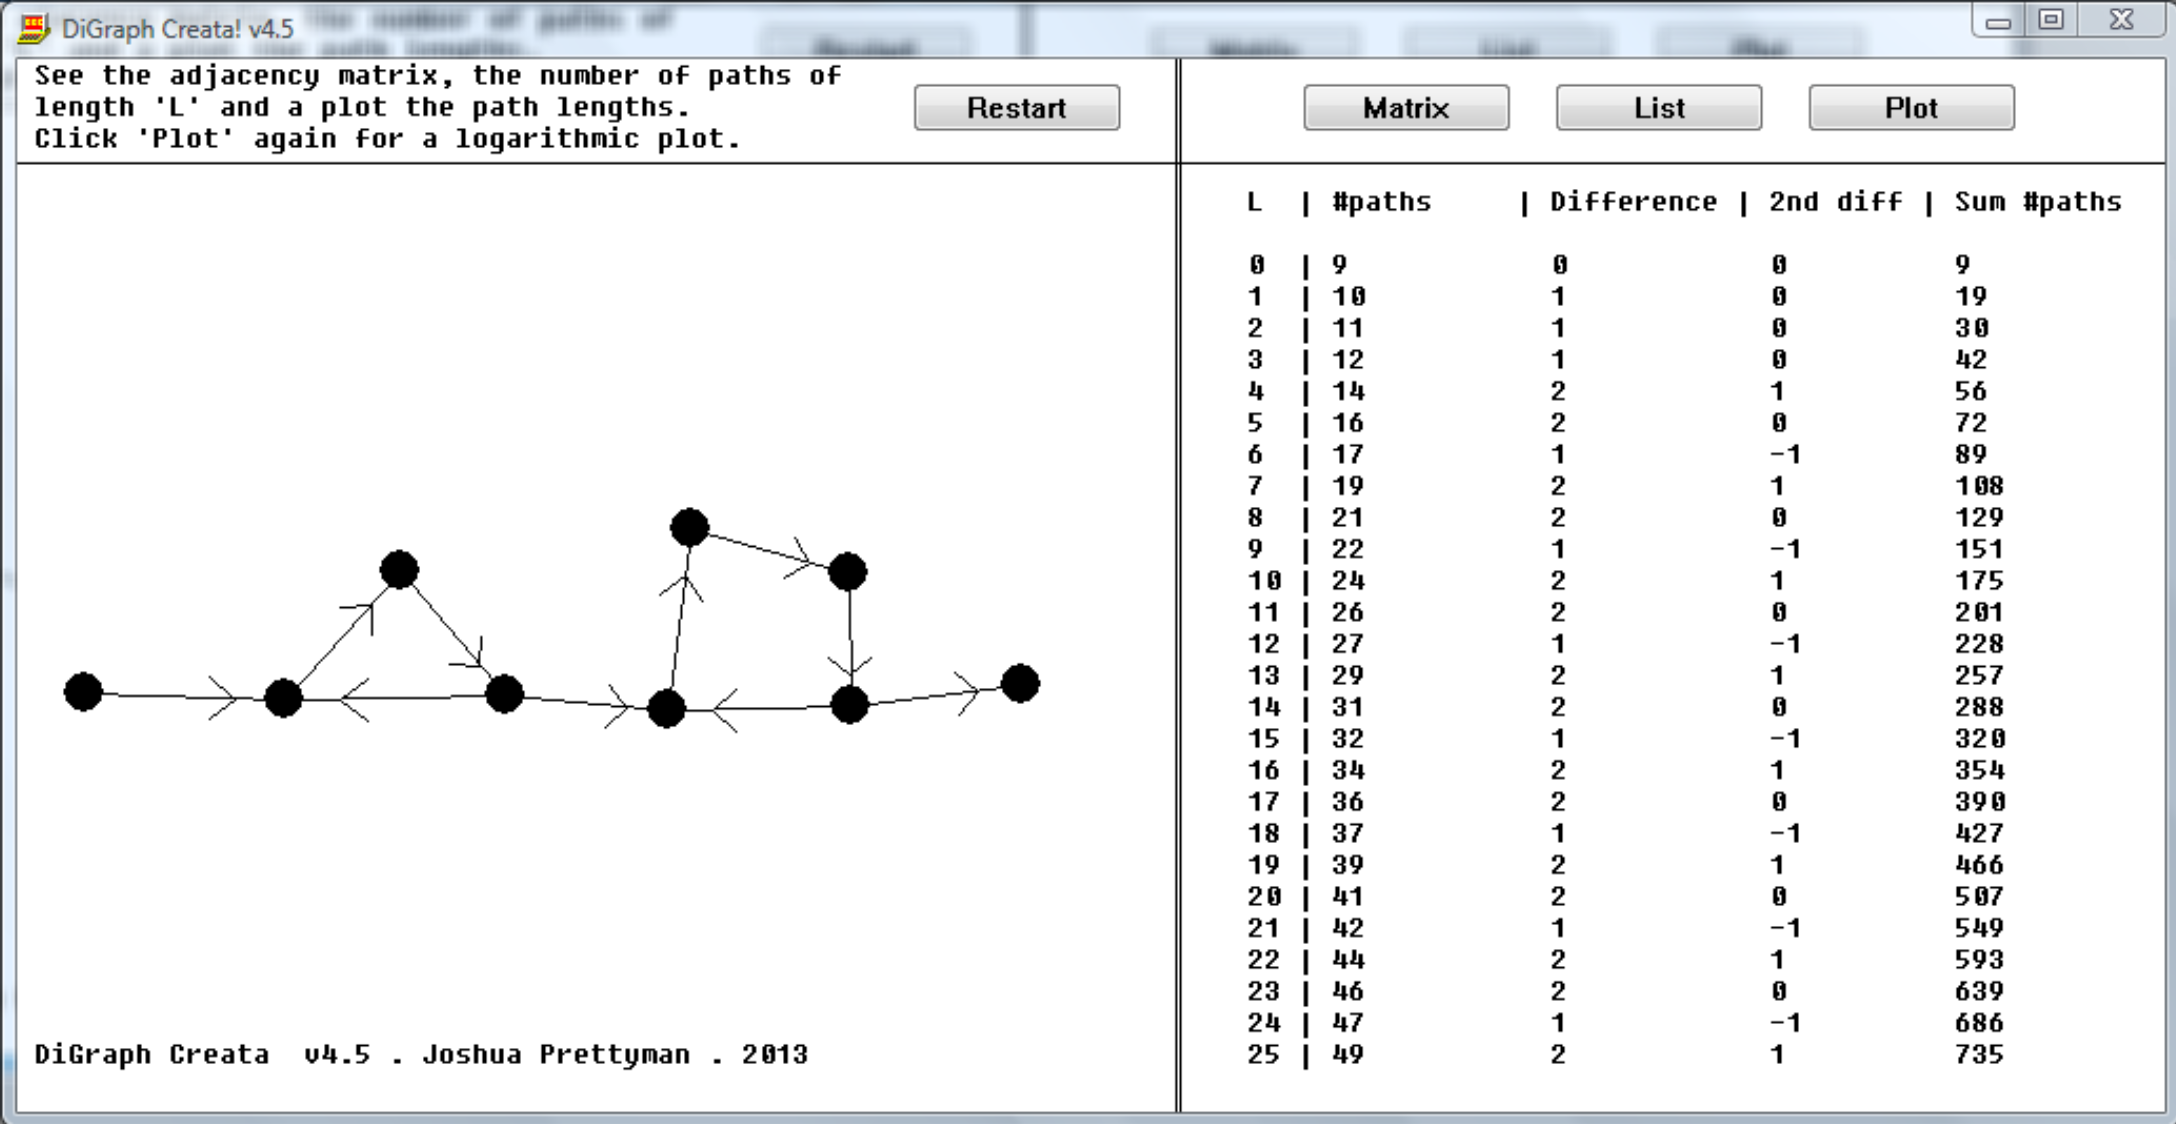 DiGraph Creata! v4.5
See the adjacency matrix, the number of paths of
length 'L' and a plot the path lengths.
Click 'Plot' again for a logarithmic plot.
Restart
Matrix
List
Plot
L | #paths | Difference | 2nd diff | Sum #paths
0 | 9 0 0 9
1 | 10 1 0 19
2 | 11 1 0 30
3 | 12 1 0 42
4 | 14 2 1 56
5 | 16 2 0 72
6 | 17 1 -1 89
7 | 19 2 1 108
8 | 21 2 0 129
9 | 22 1 -1 151
10 | 24 2 1 175
11 | 26 2 0 201
12 | 27 1 -1 228
13 | 29 2 1 257
14 | 31 2 0 288
15 | 32 1 -1 320
16 | 34 2 1 354
17 | 36 2 0 390
18 | 37 1 -1 427
19 | 39 2 1 466
20 | 41 2 0 507
21 | 42 1 -1 549
22 | 44 2 1 593
23 | 46 2 0 639
24 | 47 1 -1 686
25 | 49 2 1 735
DiGraph Creata v4.5 . Joshua Prettyman . 2013